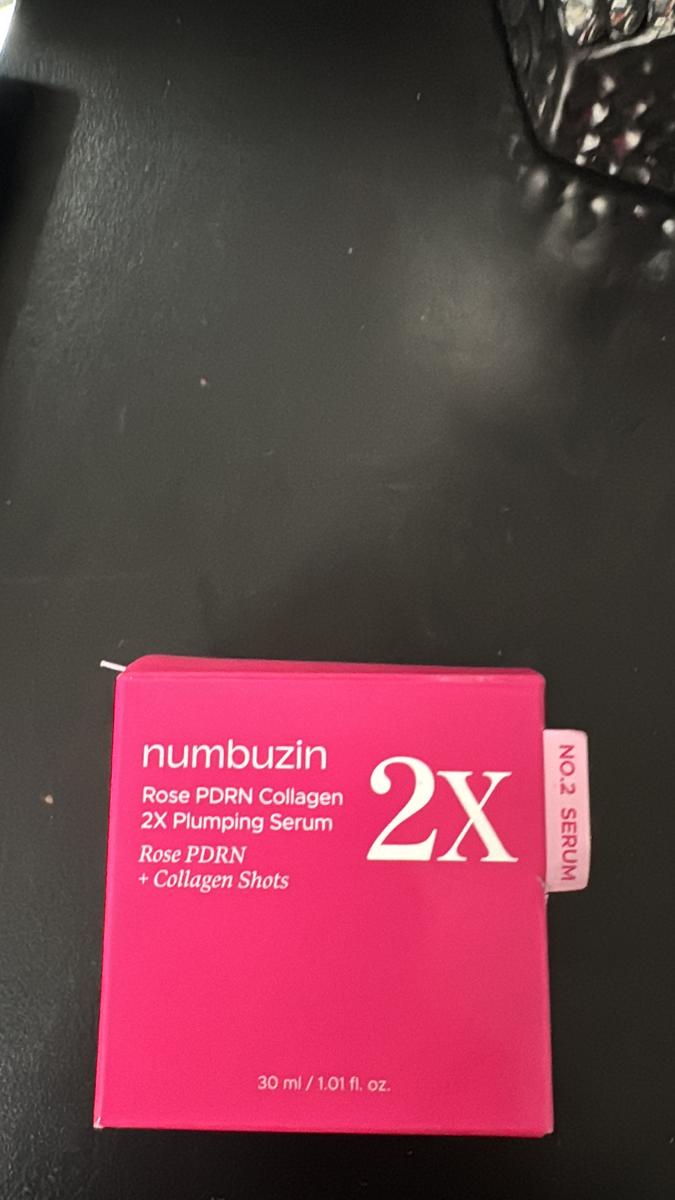 numbuzin
Rose PDRN Collagen
2X Plumping Serum
Rose PDRN
+ Collagen Shots
2X
NO.2 SERUM
30 ml / 1.01 fl. oz.